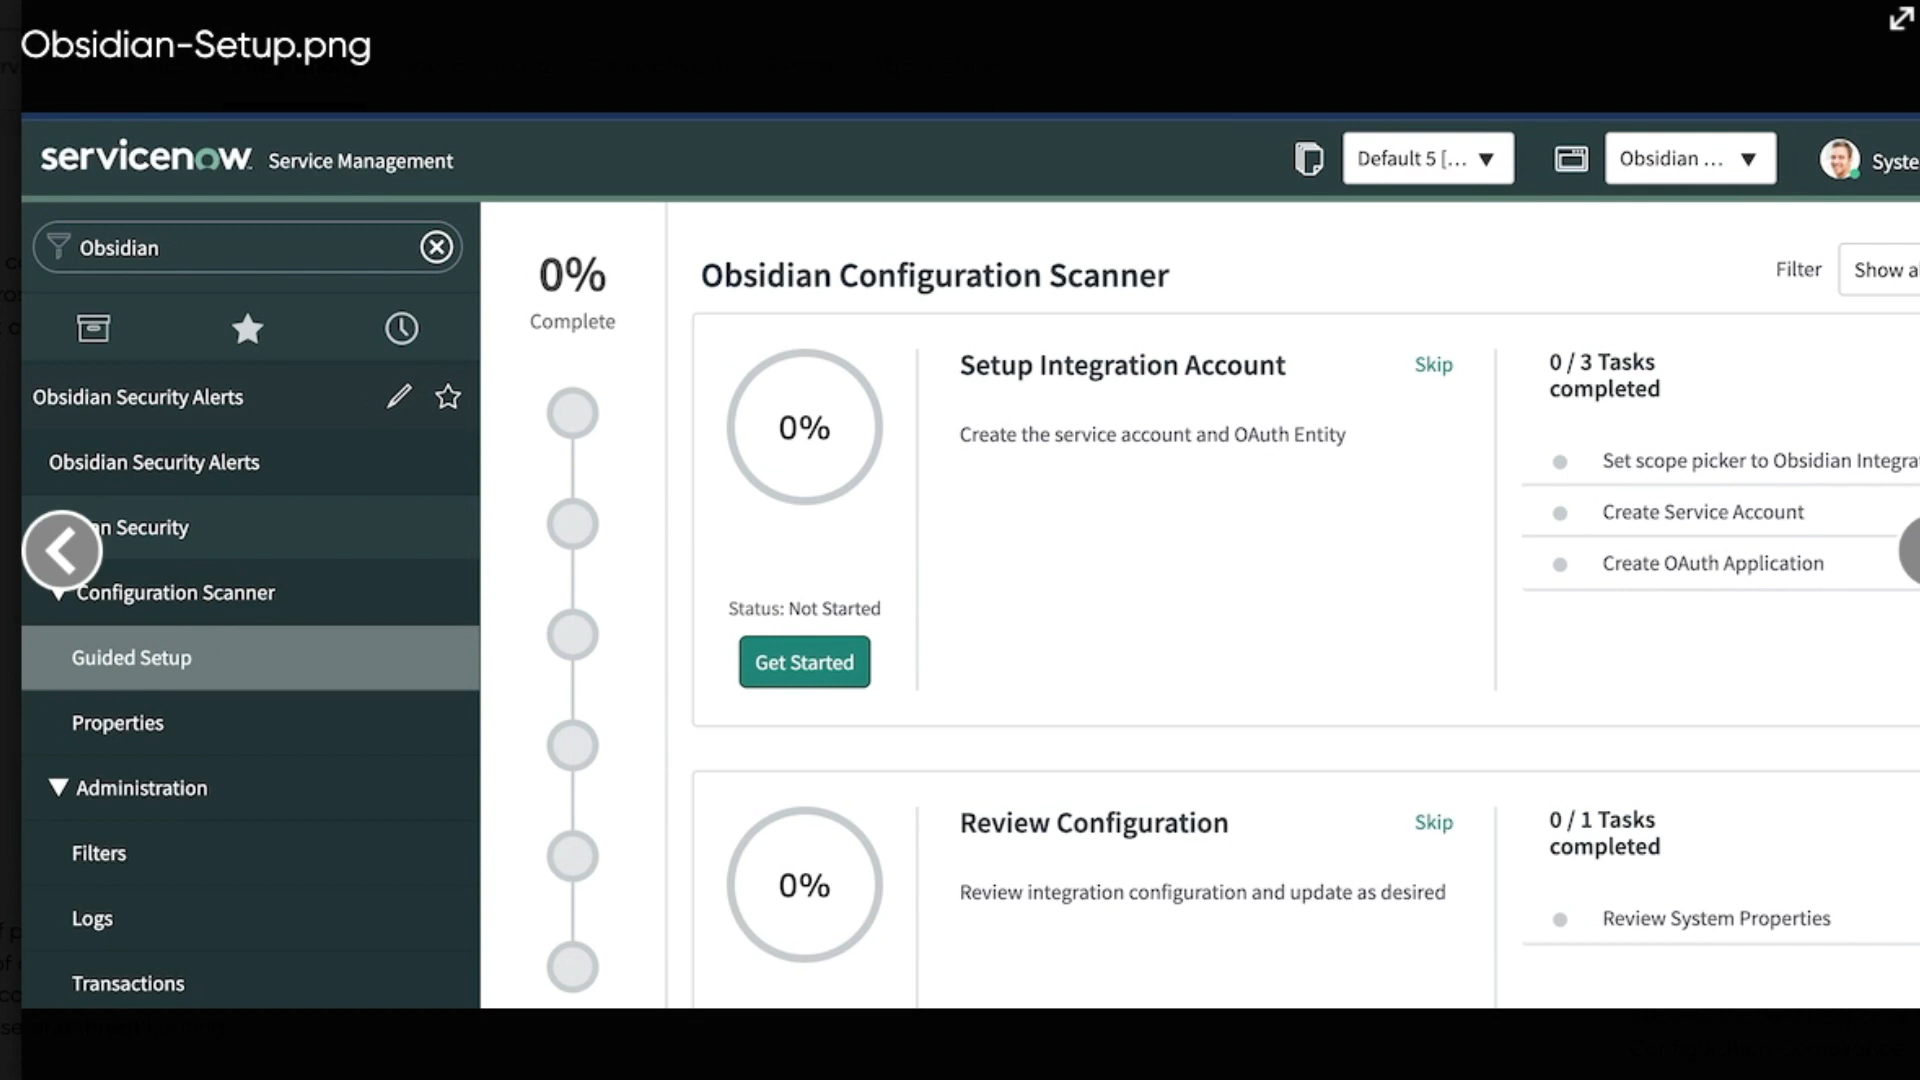 Obsidian-Setup.png
servicenow Service Management
Default 5 [... ▼
Obsidian ... ▼
Syste
Obsidian
0%
Complete
Obsidian Configuration Scanner
Filter
Show al
Obsidian Security Alerts
Obsidian Security Alerts
an Security
Configuration Scanner
Guided Setup
Properties
Administration
Filters
Logs
Transactions
0%
Status: Not Started
Get Started
Setup Integration Account
Skip
Create the service account and OAuth Entity
0 / 3 Tasks
completed
Set scope picker to Obsidian Integra
Create Service Account
Create OAuth Application
0%
Review Configuration
Skip
Review integration configuration and update as desired
0 / 1 Tasks
completed
Review System Properties